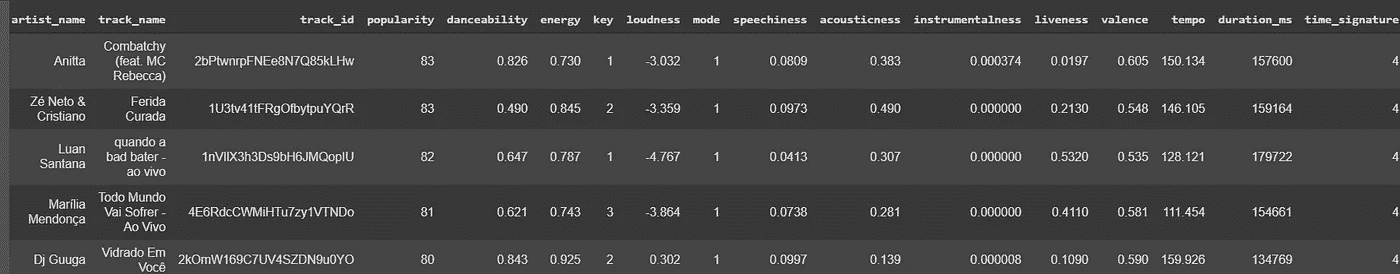 artist_name track_name track_id popularity danceability energy key loudness mode speechiness acousticness instrumentalness liveness valence tempo duration_ms time_signature
Combatchy
Anitta (feat. MC 2bPtwnrpFNEe8N7Q85kLHw 83 0.826 0.730 1 -3.032 1 0.0809 0.383 0.000374 0.0197 0.605 150.134 157600 4
Rebecca)
Zé Neto & Ferida
1U3tv41tFRgOfbytpuYQrR 83 0.490 0.845 2 -3.359 1 0.0973 0.490 0.000000 0.2130 0.548 146.105 159164 4
Cristiano Curada
quando a
Luan bad bater -
1nVllX3h3Ds9bH6JMQopIU 82 0.647 0.787 1 -4.767 1 0.0413 0.307 0.000000 0.5320 0.535 128.121 179722 4
Santana ao vivo
Todo Mundo
Marília Vai Sofrer -
4E6RdcCWMiHTu7zy1VTNDo 81 0.621 0.743 3 -3.864 1 0.0738 0.281 0.000000 0.4110 0.581 111.454 154661 4
Mendonça Ao Vivo
Vidrado Em
Dj Guuga 2kOmW169C7UV4SZDN9u0YO 80 0.843 0.925 2 0.302 1 0.0997 0.139 0.000008 0.1090 0.590 159.926 134769 4
Você